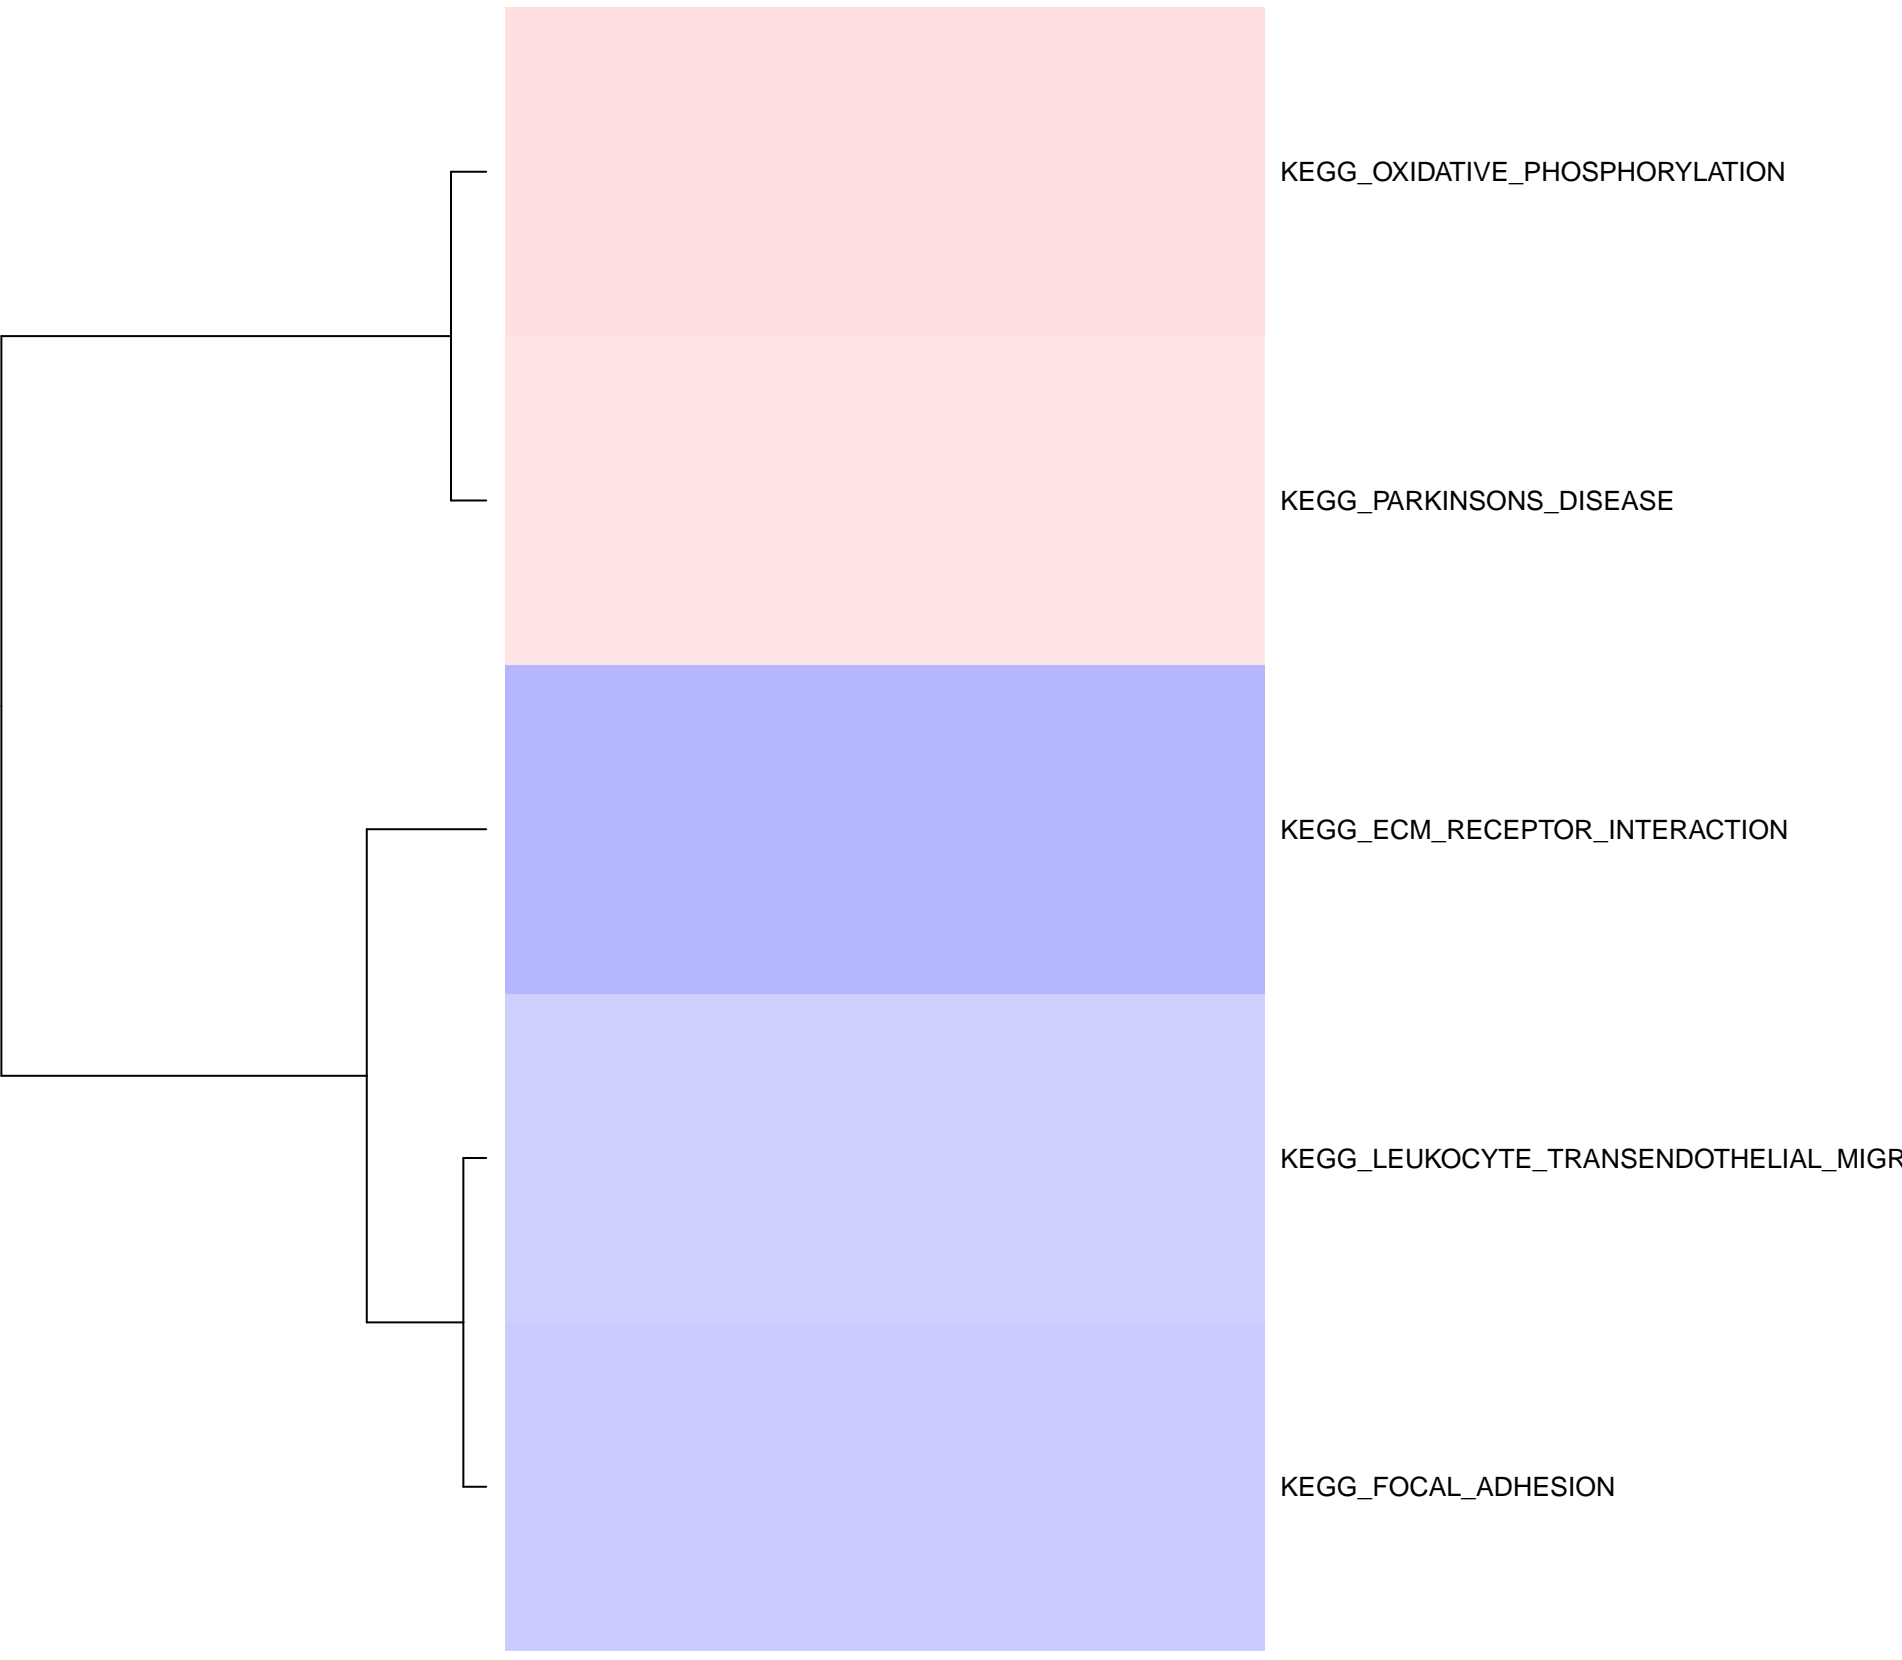 KEGG_OXIDATIVE_PHOSPHORYLATION
KEGG_PARKINSONS_DISEASE
KEGG_ECM_RECEPTOR_INTERACTION
KEGG_LEUKOCYTE_TRANSENDOTHELIAL_MIGR
KEGG_FOCAL_ADHESION